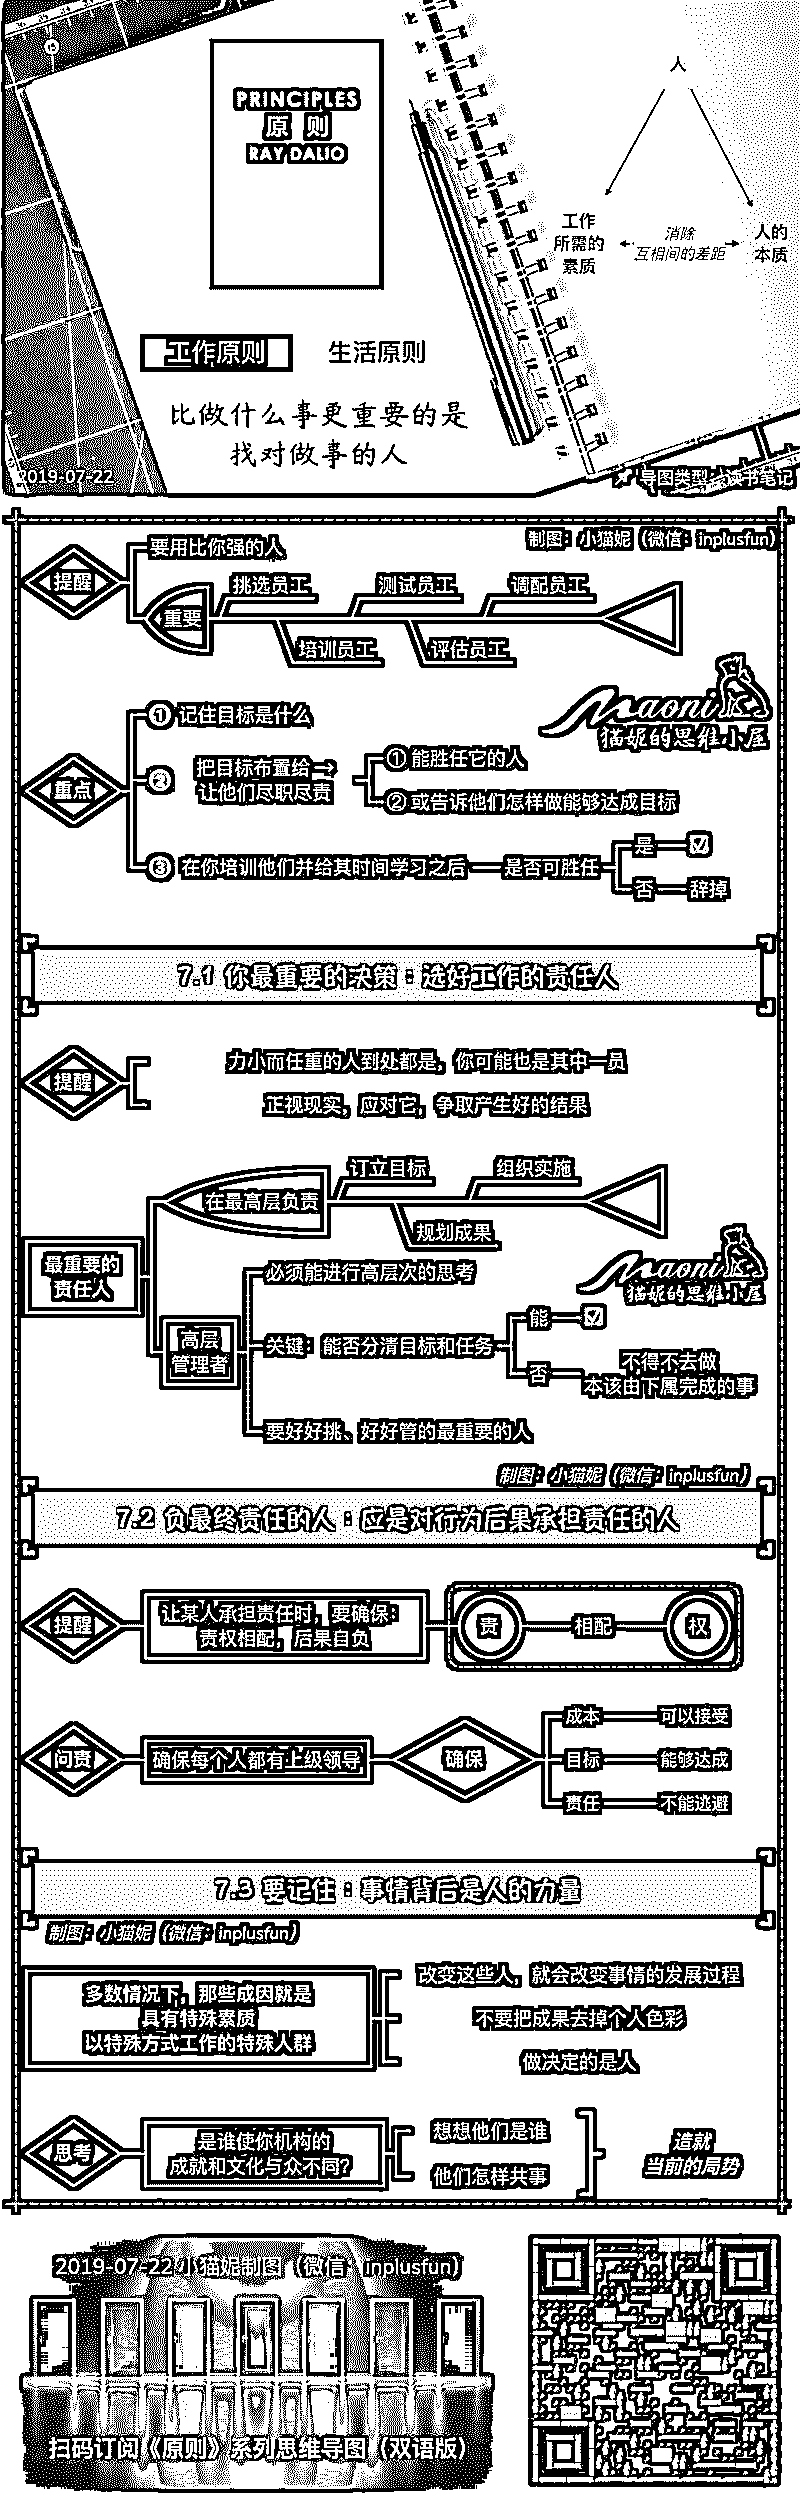 PRINCIPLES
原 则
RAY DALIO
人
工作
所需的
素质
消除
互相间的差距
人的
本质
工作原则
生活原则
比做什么事更重要的是
找对做事的人
2019-07-22
导图类型：读书笔记
制图：小猫妮（微信：inplusfun）
提醒
要用比你强的人
重要
挑选员工
测试员工
调配员工
培训员工
评估员工
Maoni
猫妮的思维小屋
重点
① 记住目标是什么
② 把目标布置给
让他们尽职尽责
① 能胜任它的人
② 或告诉他们怎样做能够达成目标
③ 在你培训他们并给其时间学习之后
是否可胜任
是
否
辞掉
7.1 你最重要的决策：选好工作的责任人
提醒
力小而任重的人到处都是，你可能也是其中一员
正视现实，应对它，争取产生好的结果
最重要的
责任人
在最高层负责
订立目标
组织实施
规划成果
Maoni
猫妮的思维小屋
高层
管理者
必须能进行高层次的思考
关键：能否分清目标和任务
能
否
不得不去做
本该由下属完成的事
要好好挑、好好管的最重要的人
制图：小猫妮（微信：inplusfun）
7.2 负最终责任的人：应是对行为后果承担责任的人
提醒
让某人承担责任时，要确保：
责权相配，后果自负
责
相配
权
问责
确保每个人都有上级领导
确保
成本
可以接受
目标
能够达成
责任
不能逃避
7.3 要记住：事情背后是人的力量
制图：小猫妮（微信：inplusfun）
多数情况下，那些成因就是
具有特殊素质
以特殊方式工作的特殊人群
改变这些人，就会改变事情的发展过程
不要把成果去掉个人色彩
做决定的是人
思考
是谁使你机构的
成就和文化与众不同？
想想他们是谁
他们怎样共事
造就
当前的局势
2019-07-22小猫妮制图（微信：inplusfun）
扫码订阅《原则》系列思维导图（双语版）